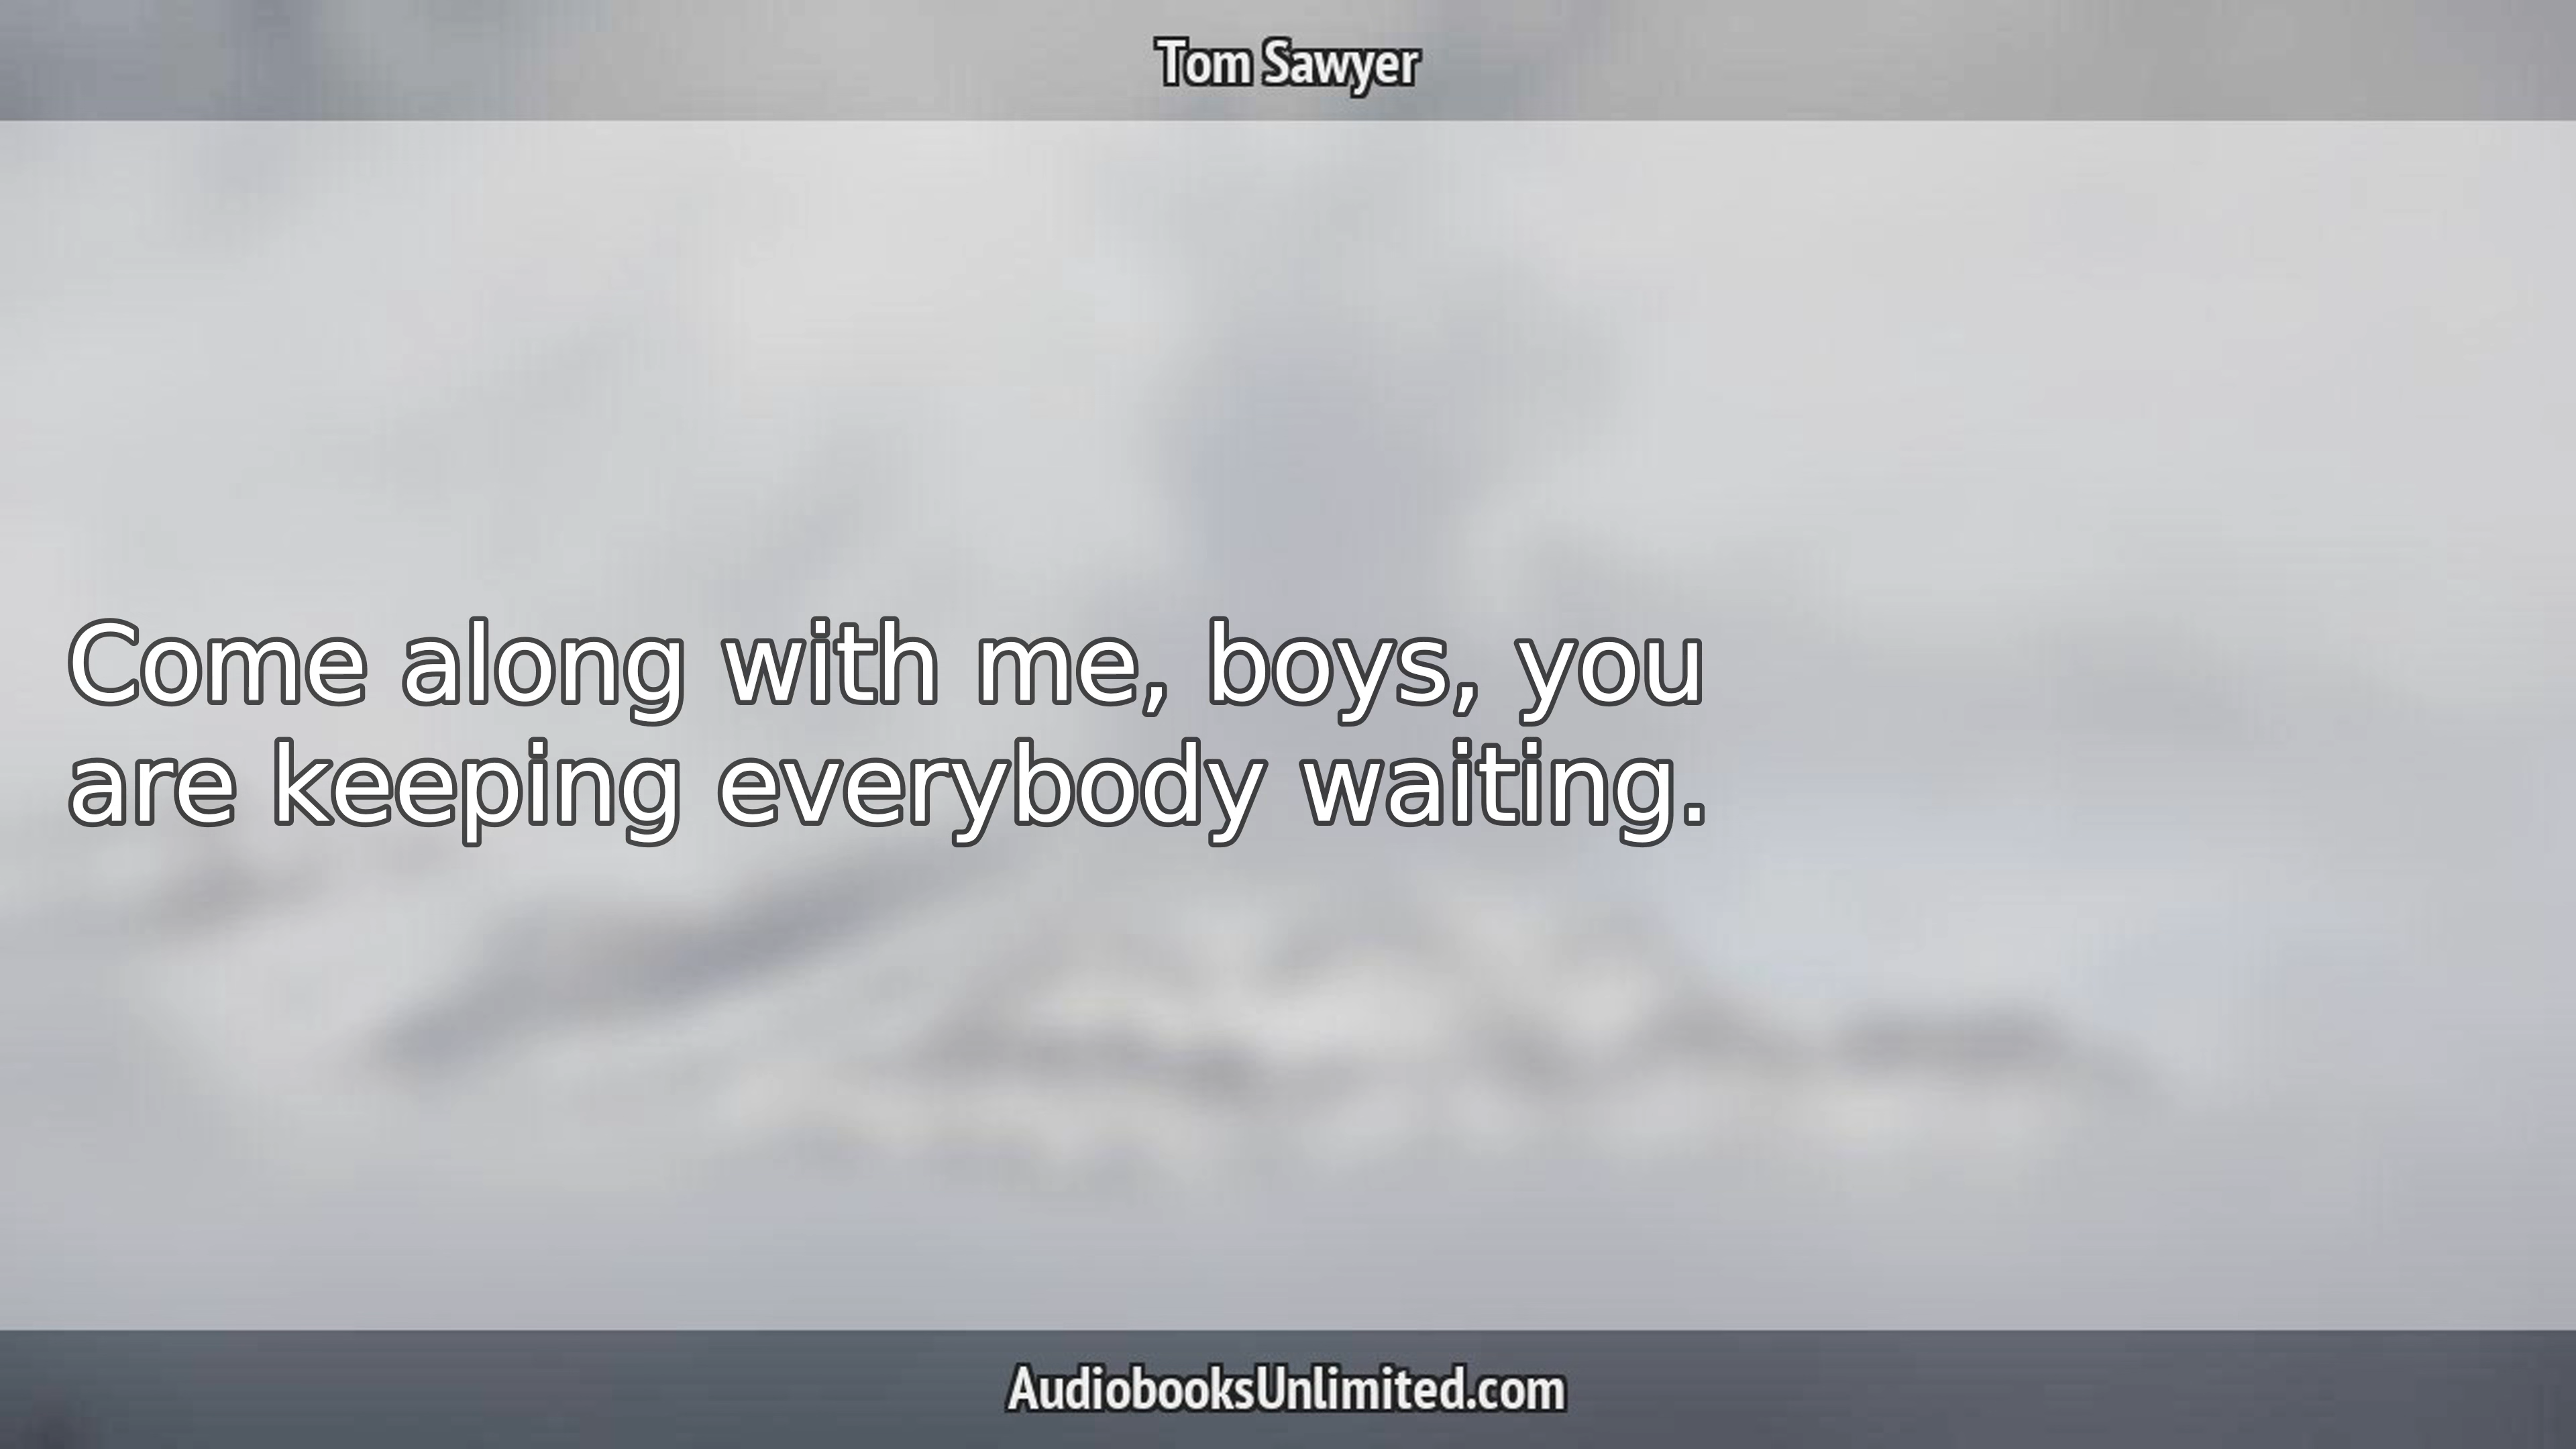 Tom Sawyer
Come along with me, boys, you
are keeping everybody waiting.
AudiobooksUnlimited.com